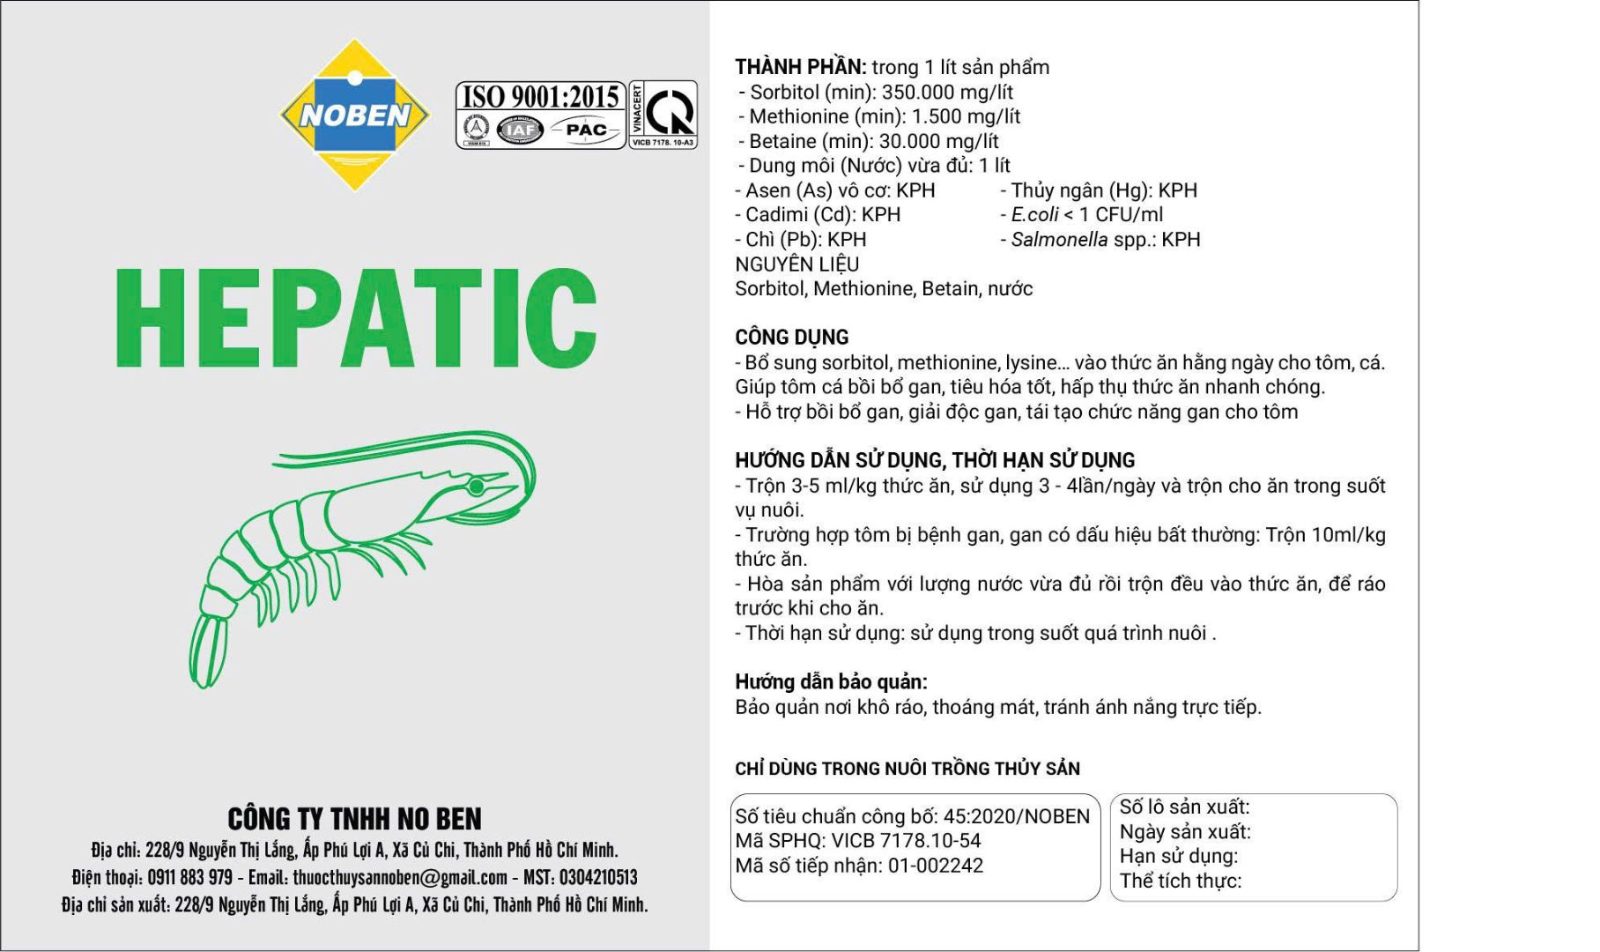 NOBEN
ISO 9001:2015
IAF
PAC
VINACERT
VICB 7178. 10-A3
HEPATIC
CÔNG TY TNHH NO BEN
Địa chỉ: 228/9 Nguyễn Thị Lắng, Ấp Phú Lợi A, Xã Củ Chi, Thành Phố Hồ Chí Minh.
Điện thoại: 0911 883 979 - Email: thuocthuysannoben@gmail.com - MST: 0304210513
Địa chỉ sản xuất: 228/9 Nguyễn Thị Lắng, Ấp Phú Lợi A, Xã Củ Chi, Thành Phố Hồ Chí Minh.
THÀNH PHẦN: trong 1 lít sản phẩm
- Sorbitol (min): 350.000 mg/lít
- Methionine (min): 1.500 mg/lít
- Betaine (min): 30.000 mg/lít
- Dung môi (Nước) vừa đủ: 1 lít
- Asen (As) vô cơ: KPH - Thủy ngân (Hg): KPH
- Cadimi (Cd): KPH - E.coli < 1 CFU/ml
- Chì (Pb): KPH - Salmonella spp.: KPH
NGUYÊN LIỆU
Sorbitol, Methionine, Betain, nước
CÔNG DỤNG
- Bổ sung sorbitol, methionine, lysine... vào thức ăn hằng ngày cho tôm, cá.
Giúp tôm cá bồi bổ gan, tiêu hóa tốt, hấp thụ thức ăn nhanh chóng.
- Hỗ trợ bồi bổ gan, giải độc gan, tái tạo chức năng gan cho tôm
HƯỚNG DẪN SỬ DỤNG, THỜI HẠN SỬ DỤNG
- Trộn 3-5 ml/kg thức ăn, sử dụng 3 - 4lần/ngày và trộn cho ăn trong suốt
vụ nuôi.
- Trường hợp tôm bị bệnh gan, gan có dấu hiệu bất thường: Trộn 10ml/kg
thức ăn.
- Hòa sản phẩm với lượng nước vừa đủ rồi trộn đều vào thức ăn, để ráo
trước khi cho ăn.
- Thời hạn sử dụng: sử dụng trong suốt quá trình nuôi .
Hướng dẫn bảo quản:
Bảo quản nơi khô ráo, thoáng mát, tránh ánh nắng trực tiếp.
CHỈ DÙNG TRONG NUÔI TRỒNG THỦY SẢN
Số tiêu chuẩn công bố: 45:2020/NOBEN
Mã SPHQ: VICB 7178.10-54
Mã số tiếp nhận: 01-002242
Số lô sản xuất:
Ngày sản xuất:
Hạn sử dụng:
Thể tích thực: